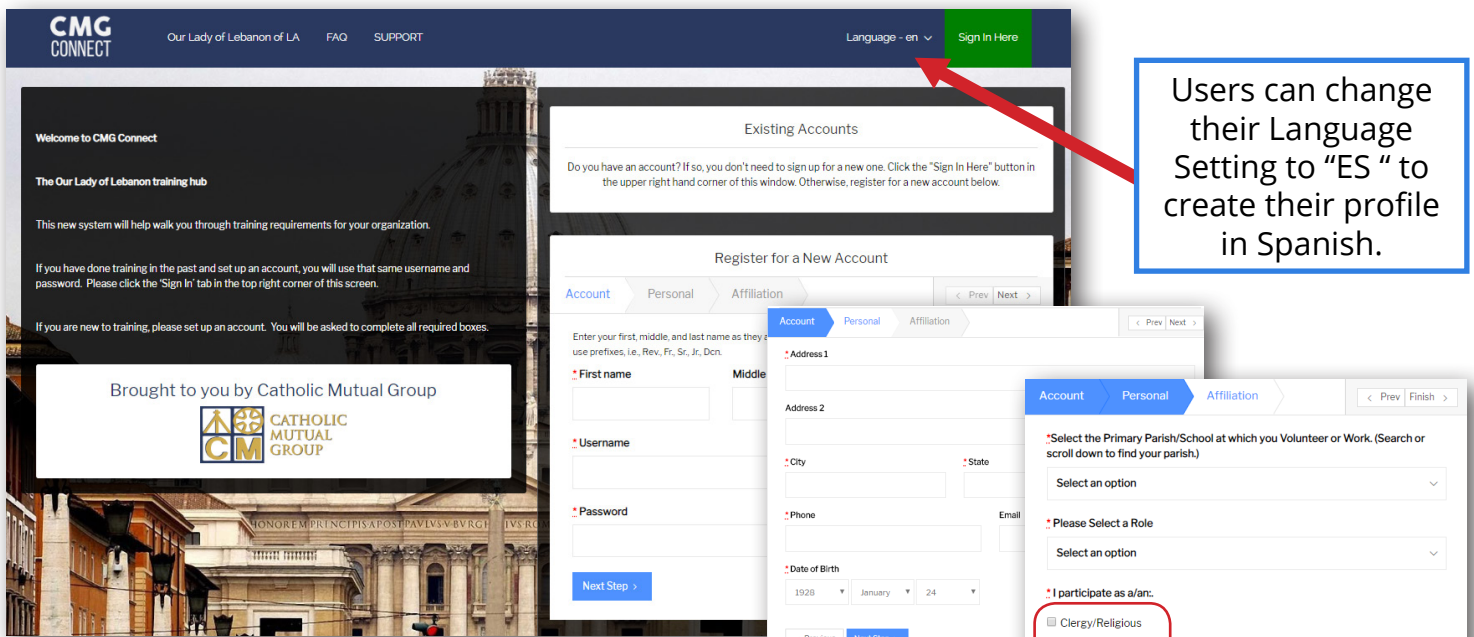 CMG
CONNECT
Our Lady of Lebanon of LA
FAQ
SUPPORT
Language - en
Sign In Here
Users can change
their Language
Setting to “ES “ to
create their profile
in Spanish.
Welcome to CMG Connect
The Our Lady of Lebanon training hub
This new system will help walk you through training requirements for your organization.
If you have done training in the past and set up an account, you will use that same username and
password. Please click the 'Sign In' tab in the top right corner of this screen.
If you are new to training, please set up an account. You will be asked to complete all required boxes.
Brought to you by Catholic Mutual Group
CM
CATHOLIC
MUTUAL
GROUP
HONOREM PRINCIPIS APOST PAVLVS V BVRGH
Existing Accounts
Do you have an account? If so, you don't need to sign up for a new one. Click the "Sign In Here" button in
the upper right hand corner of this window. Otherwise, register for a new account below.
Register for a New Account
Account
Personal
Affiliation
< Prev
Next >
Enter your first, middle, and last name as they a
use prefixes, i.e., Rev., Fr., Sr., Jr., Dcn.
* First name
Middle
* Username
* Password
Next Step >
Account
Personal
Affiliation
< Prev
Next >
* Address 1
Address 2
* City
* State
* Phone
Email
* Date of Birth
1928
January
24
Account
Personal
Affiliation
< Prev
Finish >
*Select the Primary Parish/School at which you Volunteer or Work. (Search or
scroll down to find your parish.)
Select an option
* Please Select a Role
Select an option
* I participate as a/an:.
Clergy/Religious